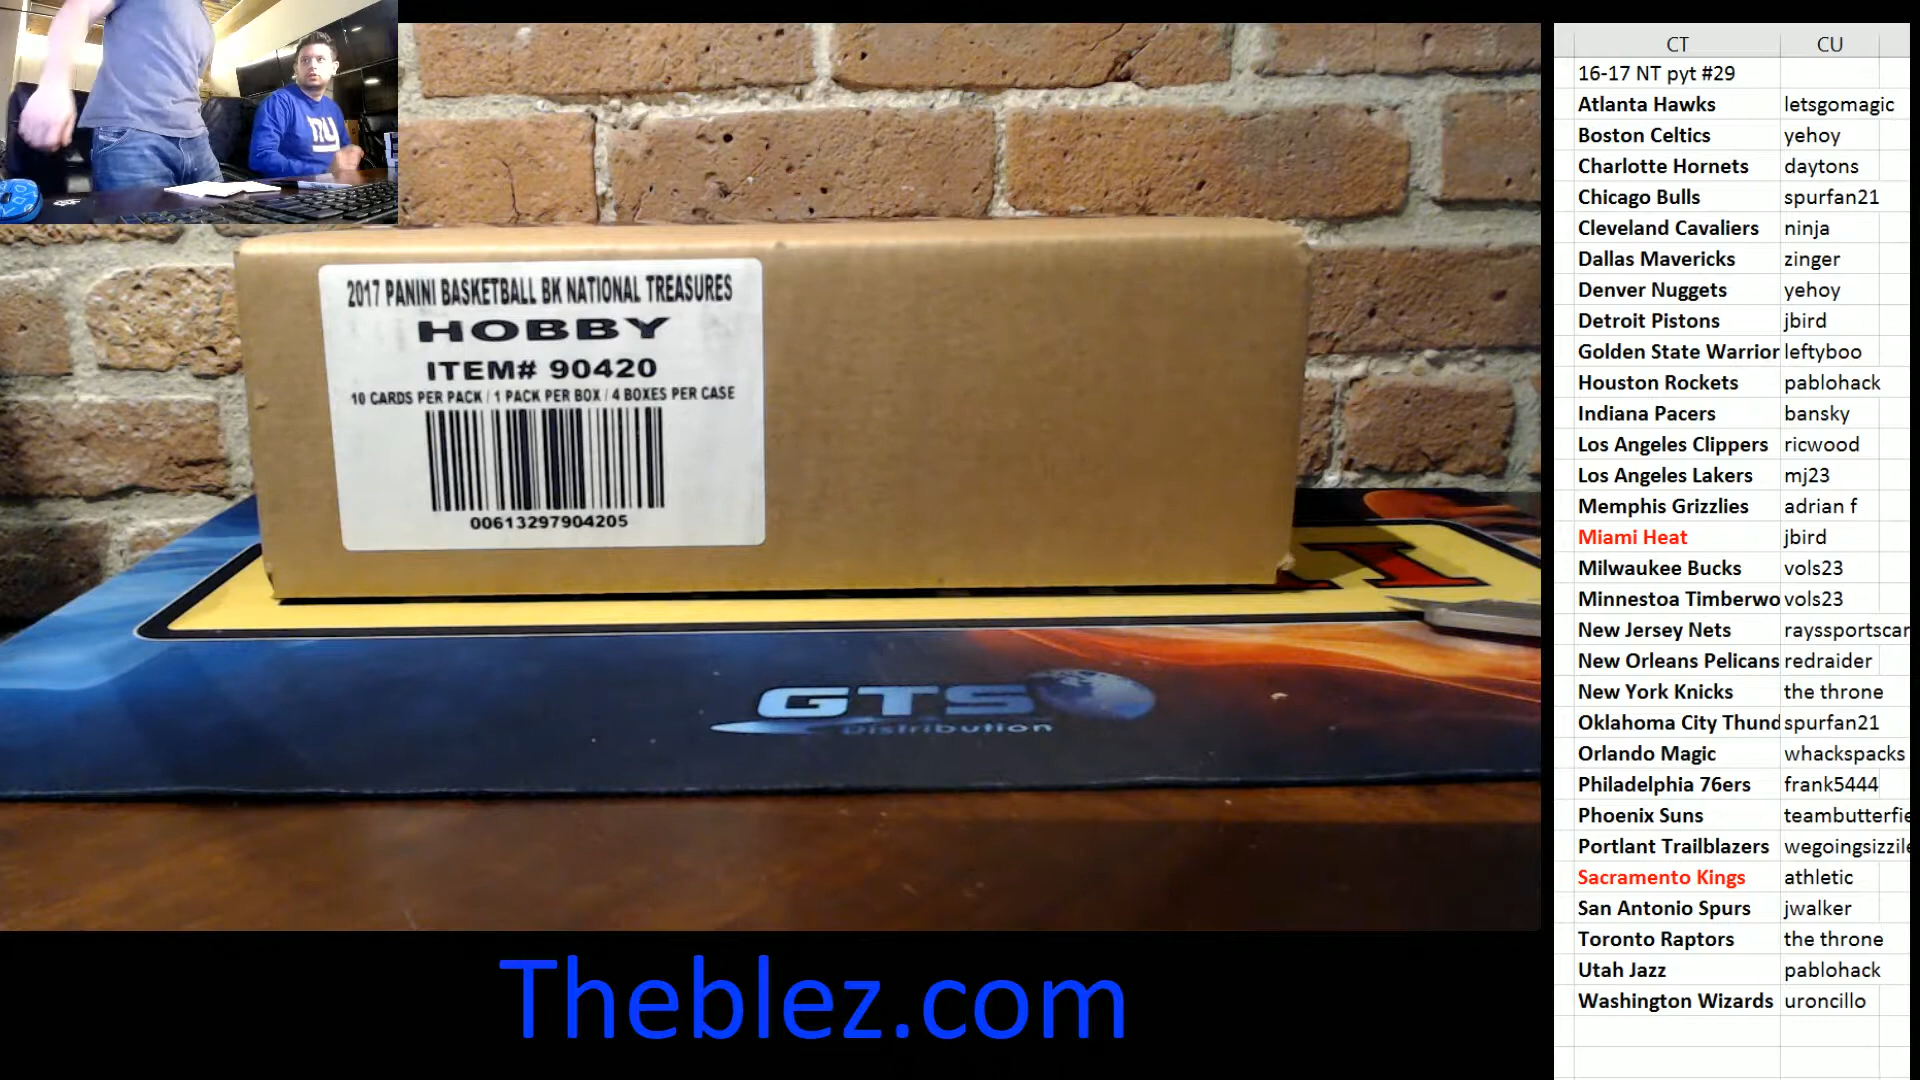 ny
2017 PANINI BASKETBALL BK NATIONAL TREASURES
HOBBY
ITEM# 90420
10 CARDS PER PACK / 1 PACK PER BOX / 4 BOXES PER CASE
00613297904205
GTS
Distribution
Theblez.com
CT CU
16-17 NT pyt #29
Atlanta Hawks letsgomagic
Boston Celtics yehoy
Charlotte Hornets daytons
Chicago Bulls spurfan21
Cleveland Cavaliers ninja
Dallas Mavericks zinger
Denver Nuggets yehoy
Detroit Pistons jbird
Golden State Warrior leftyboo
Houston Rockets pablohack
Indiana Pacers bansky
Los Angeles Clippers ricwood
Los Angeles Lakers mj23
Memphis Grizzlies adrian f
Miami Heat jbird
Milwaukee Bucks vols23
Minnestoa Timberwo vols23
New Jersey Nets rayssportscar
New Orleans Pelicans redraider
New York Knicks the throne
Oklahoma City Thund spurfan21
Orlando Magic whackspacks
Philadelphia 76ers frank5444
Phoenix Suns teambutterfie
Portlant Trailblazers wegoingsizzile
Sacramento Kings athletic
San Antonio Spurs jwalker
Toronto Raptors the throne
Utah Jazz pablohack
Washington Wizards uroncillo